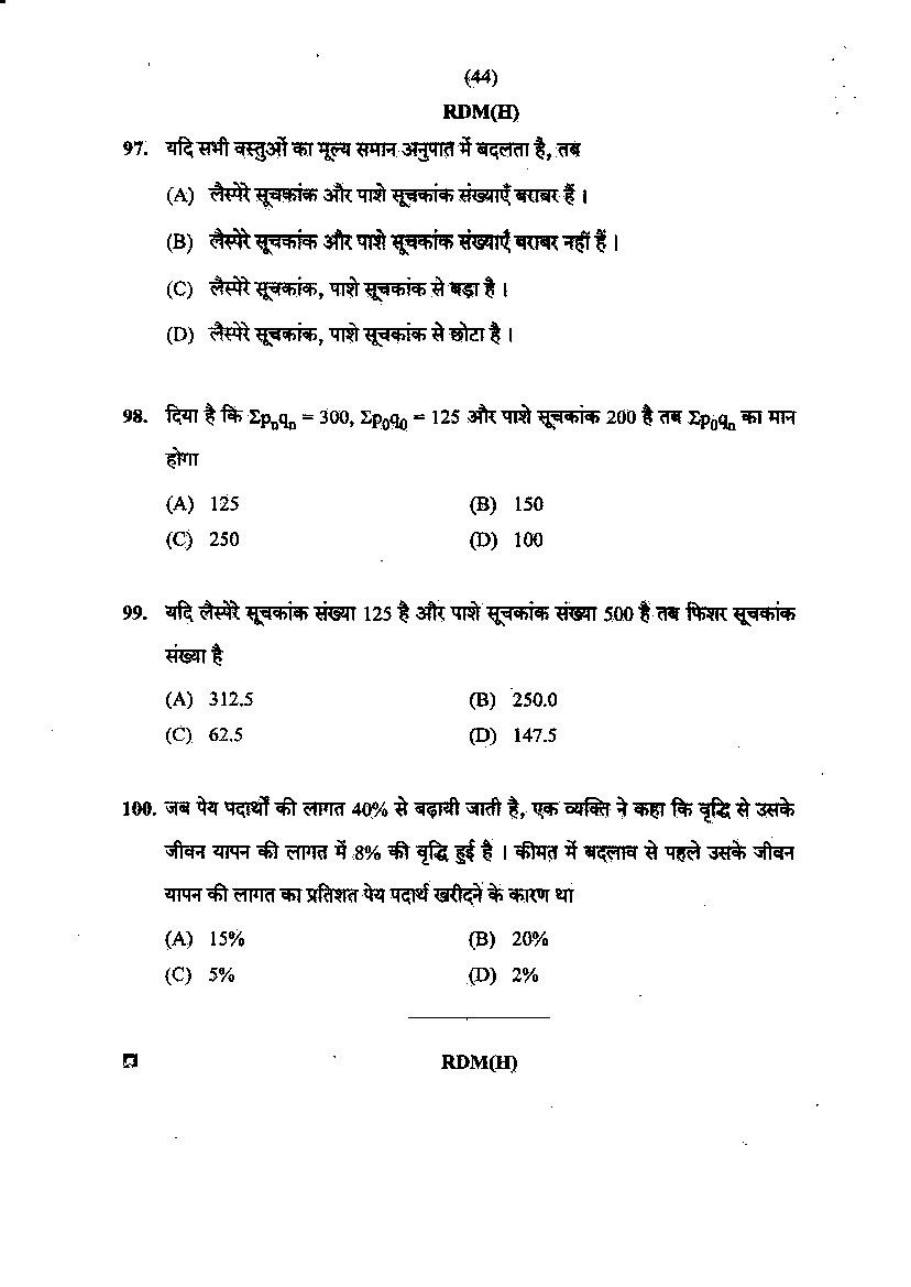 (44)
RDM(H)
97. यदि सभी वस्तुओं का मूल्य समान अनुपात में बदलता है, तब
(A) लैस्पेरे सूचकांक और पाशे सूचकांक संख्याएँ बराबर हैं ।
(B) लैस्पेरे सूचकांक और पाशे सूचकांक संख्याएँ बराबर नहीं हैं ।
(C) लैस्पेरे सूचकांक, पाशे सूचकांक से बड़ा है ।
(D) लैस्पेरे सूचकांक, पाशे सूचकांक से छोटा है ।
98. दिया है कि Σpₙqₙ = 300, Σp₀q₀ = 125 और पाशे सूचकांक 200 है तब Σp₀qₙ का मान
होगा
(A) 125 (B) 150
(C) 250 (D) 100
99. यदि लैस्पेरे सूचकांक संख्या 125 है और पाशे सूचकांक संख्या 500 है तब फिशर सूचकांक
संख्या है
(A) 312.5 (B) 250.0
(C) 62.5 (D) 147.5
100. जब पेय पदार्थों की लागत 40% से बढ़ायी जाती है, एक व्यक्ति ने कहा कि वृद्धि से उसके
जीवन यापन की लागत में 8% की वृद्धि हुई है । कीमत में बदलाव से पहले उसके जीवन
यापन की लागत का प्रतिशत पेय पदार्थ खरीदने के कारण था
(A) 15% (B) 20%
(C) 5% (D) 2%
RDM(H)